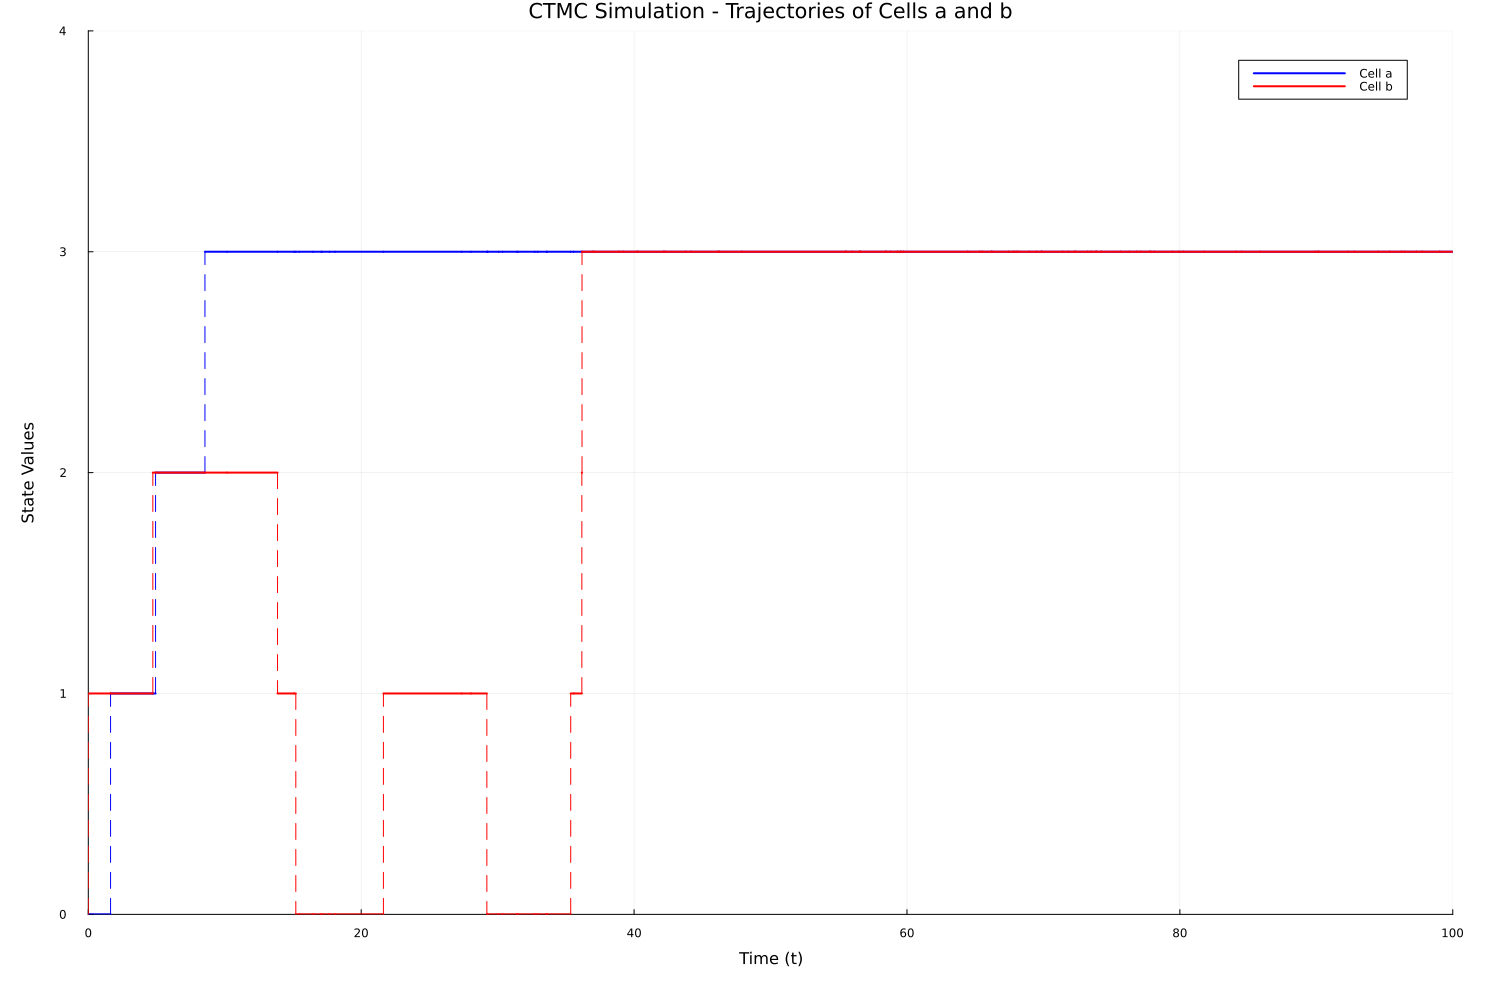 CTMC Simulation - Trajectories of Cells a and b
Cell a
Cell b
State Values
4
3
2
1
0
0 20 40 60 80 100
Time (t)